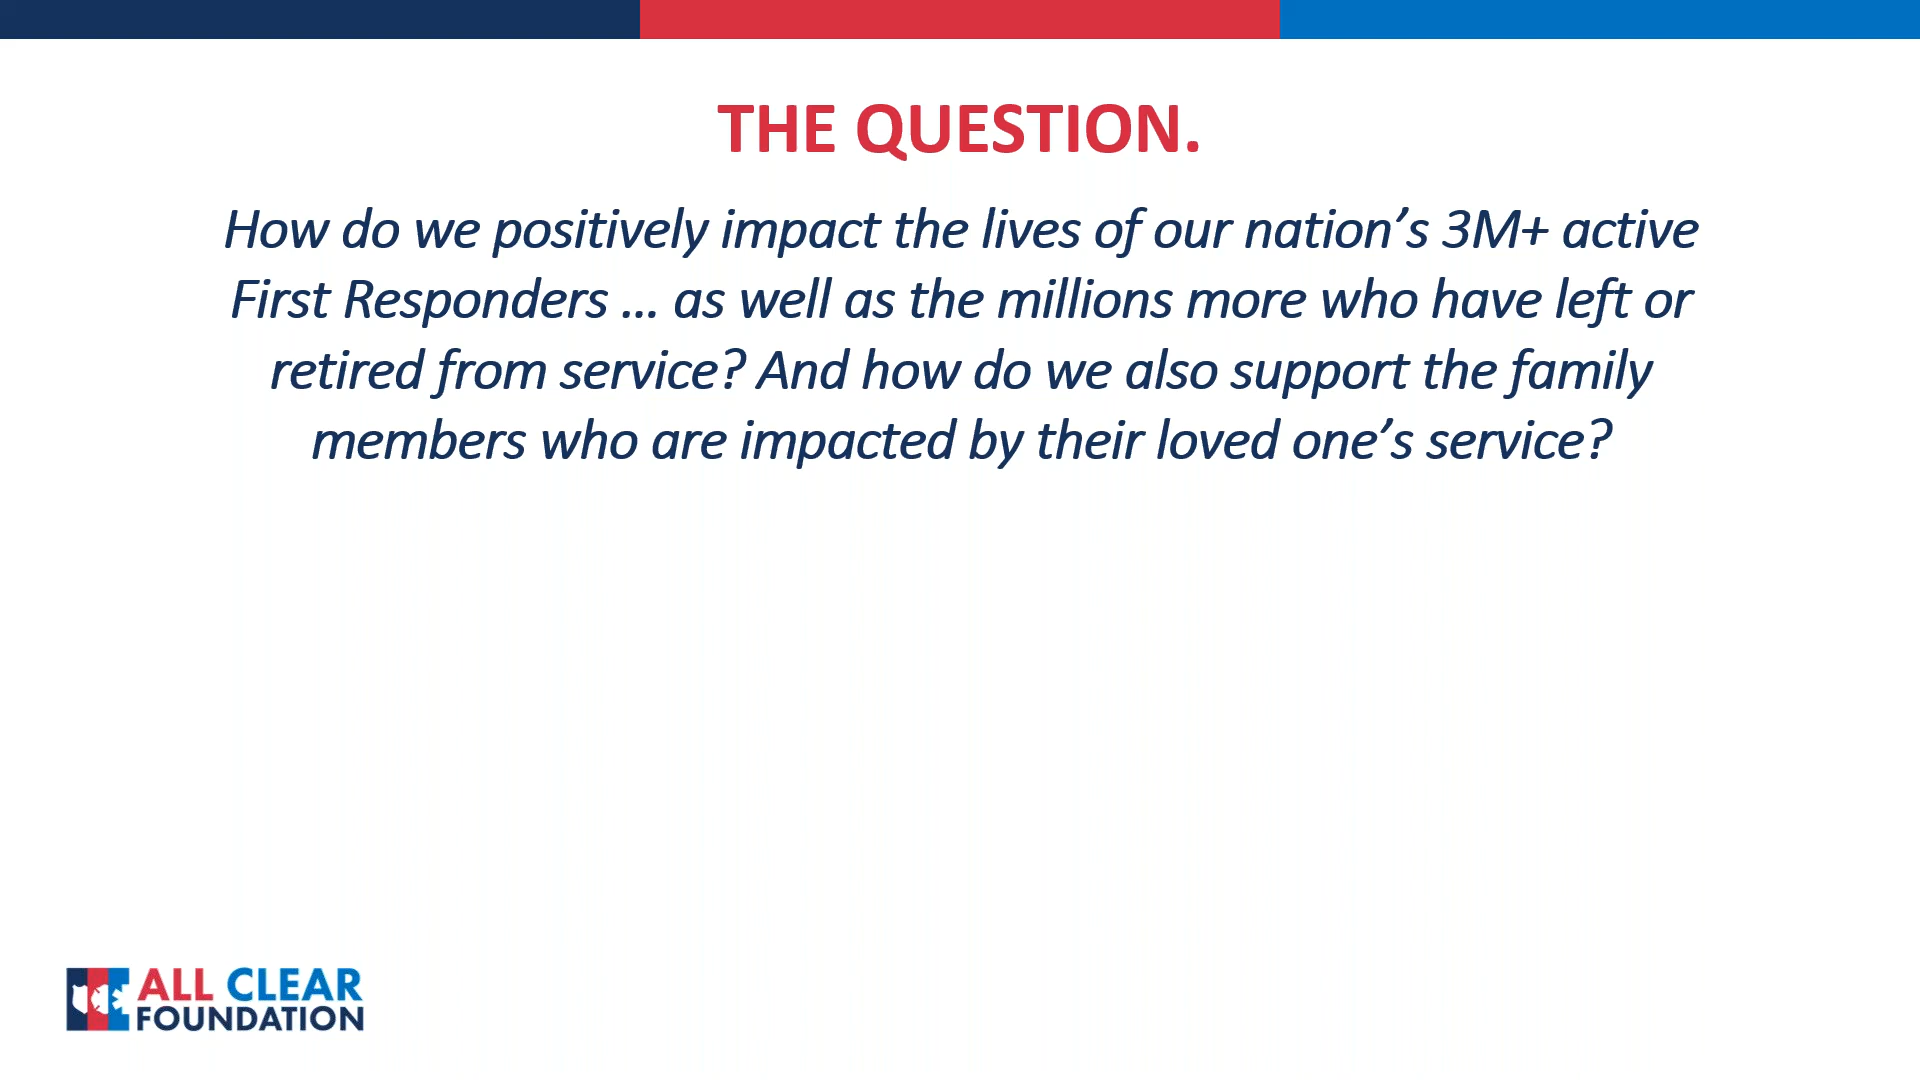 THE QUESTION.
How do we positively impact the lives of our nation’s 3M+ active
First Responders … as well as the millions more who have left or
retired from service? And how do we also support the family
members who are impacted by their loved one’s service?
ALL CLEAR
FOUNDATION